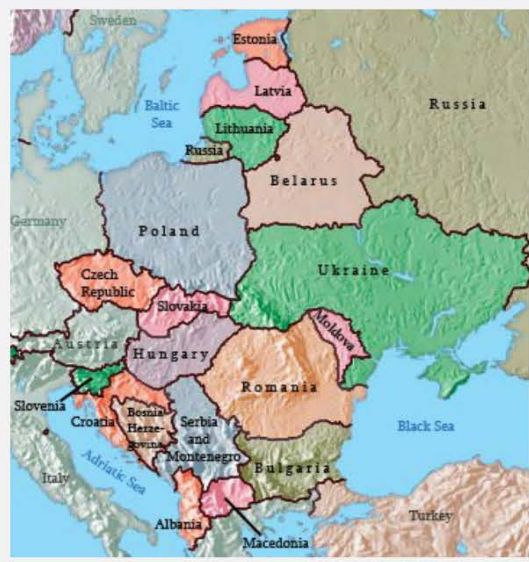 Sweden
Estonia
Latvia
Baltic
Sea
Russia
Lithuania
Russia
Belarus
Germany
Poland
Ukraine
Czech
Republic
Slovakia
Moldova
Austria
Hungary
Romania
Slovenia
Croatia
Bosnia
Herze-
govina
Serbia
and
Montenegro
Black Sea
Adriatic Sea
Bulgaria
Italy
Turkey
Albania
Macedonia